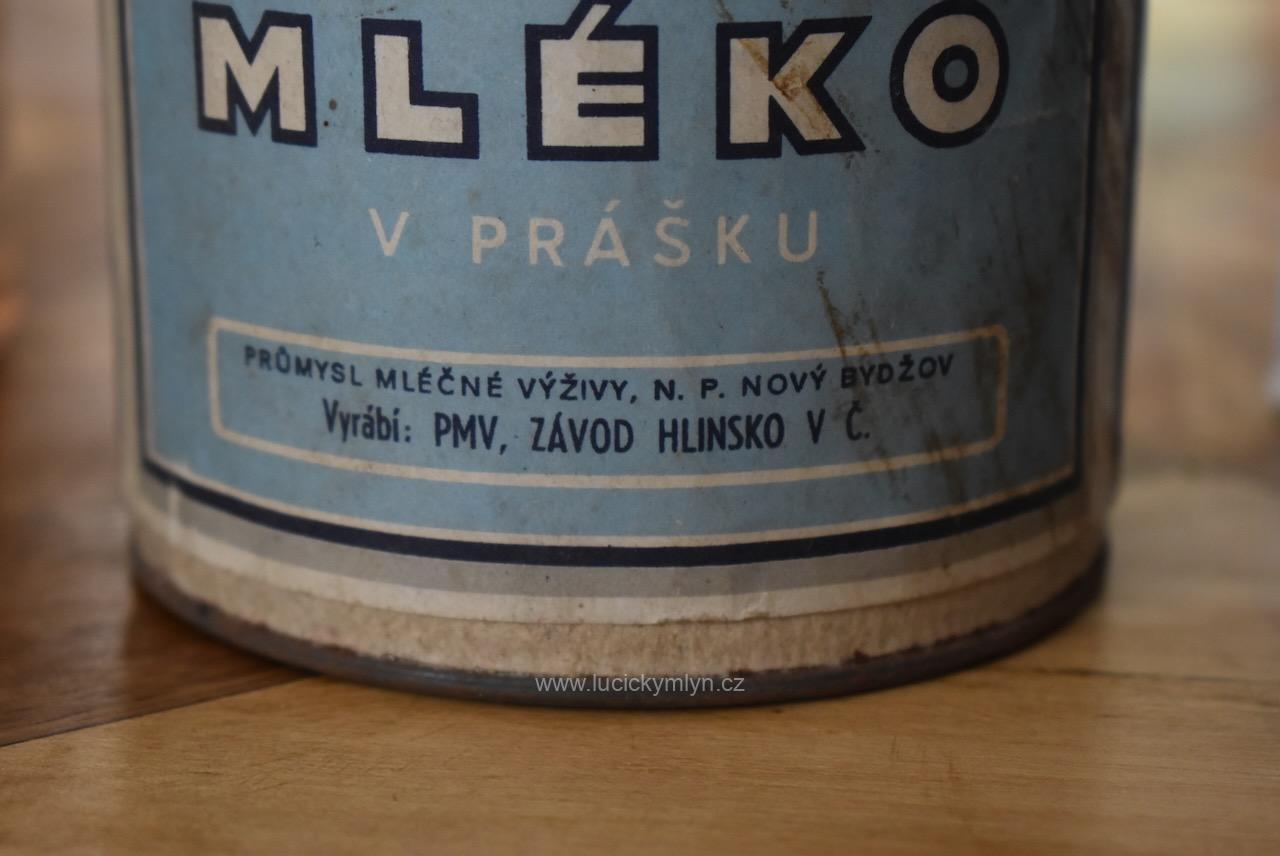 MLÉKO
V PRÁŠKU
PRŮMYSL MLÉČNÉ VÝŽIVY, N. P. NOVÝ BYDŽOV
Vyrábí: PMV, ZÁVOD HLINSKO V Č.
www.lucickymlyn.cz